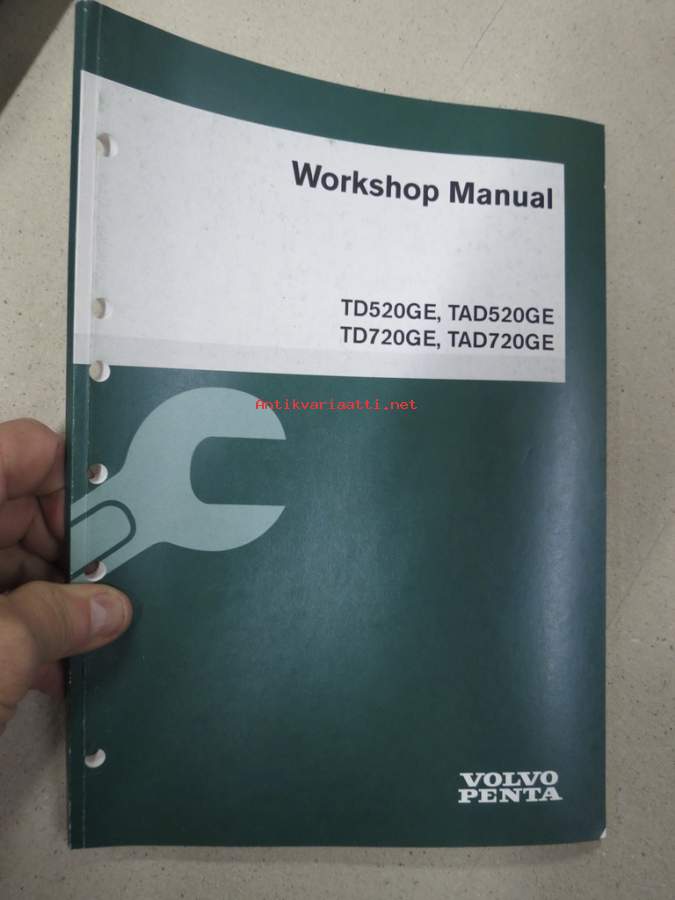 Workshop Manual
TD520GE, TAD520GE
TD720GE, TAD720GE
Antikvariaatti.net
VOLVO
PENTA